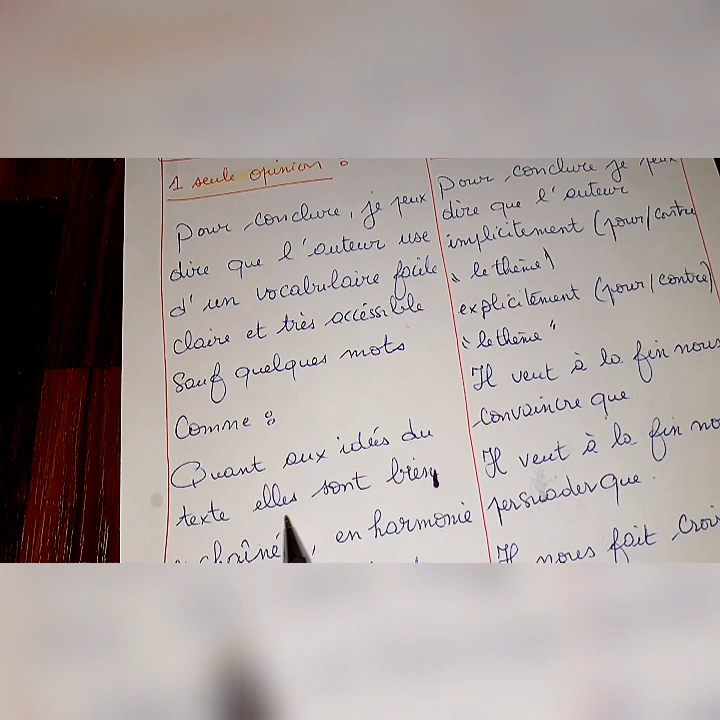 1 seule opinion :
Pour conclure, je peux
dire que l'auteur use
d'un vocabulaire facile
claire et très accéssible
Sauf quelques mots
Comme :
Quant aux idées du
texte elles sont bien
chaîné , en harmonie
Pour conclure je peux
dire que l'auteur
implicitement (pour/contre
"le thème")
explicitement (pour/contre)
"le thème"
Il veut à la fin nous
convaincre que
Il veut à la fin
persuader que.
Il nous fait